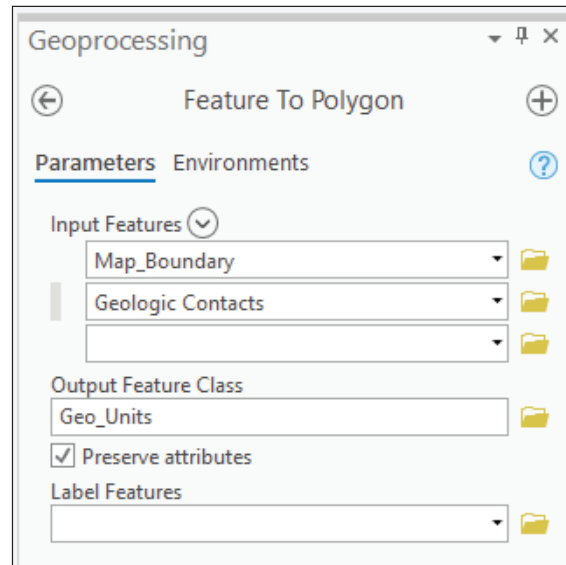 Geoprocessing
Feature To Polygon
Parameters Environments
Input Features
Map_Boundary
Geologic Contacts
Output Feature Class
Geo_Units
Preserve attributes
Label Features